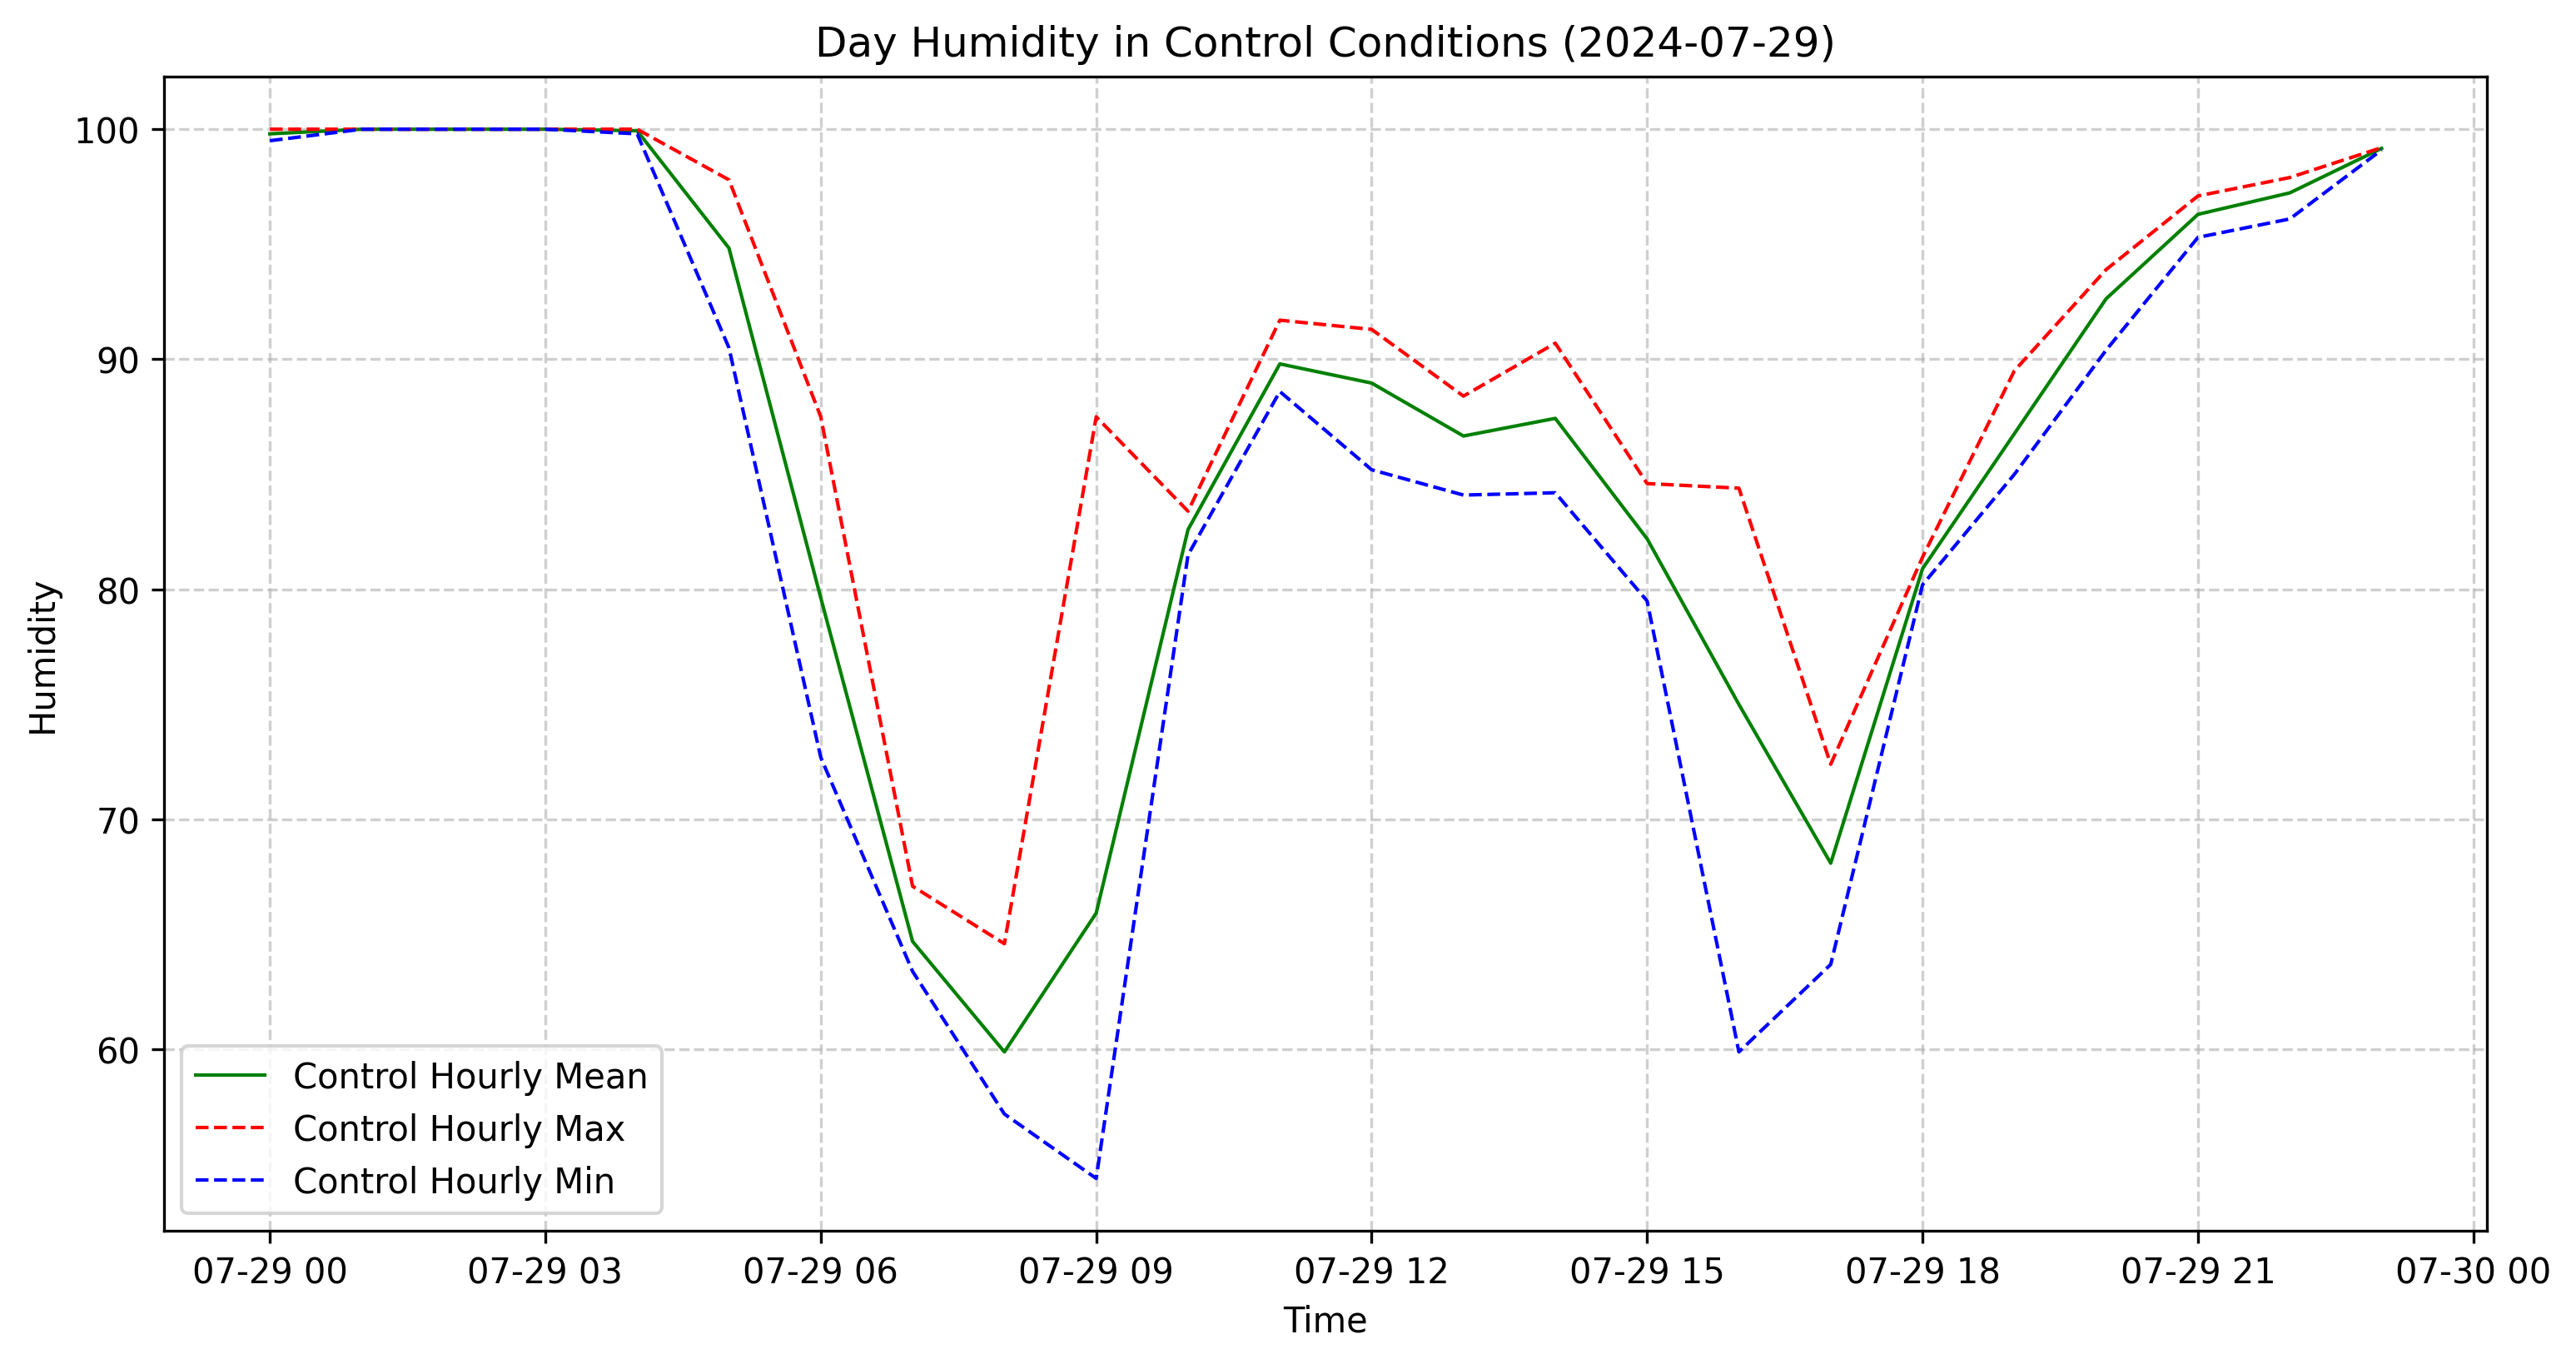 Day Humidity in Control Conditions (2024-07-29)
100
90
80
70
60
Humidity
Control Hourly Mean
Control Hourly Max
Control Hourly Min
07-29 00 07-29 03 07-29 06 07-29 09 07-29 12 07-29 15 07-29 18 07-29 21 07-30 00
Time